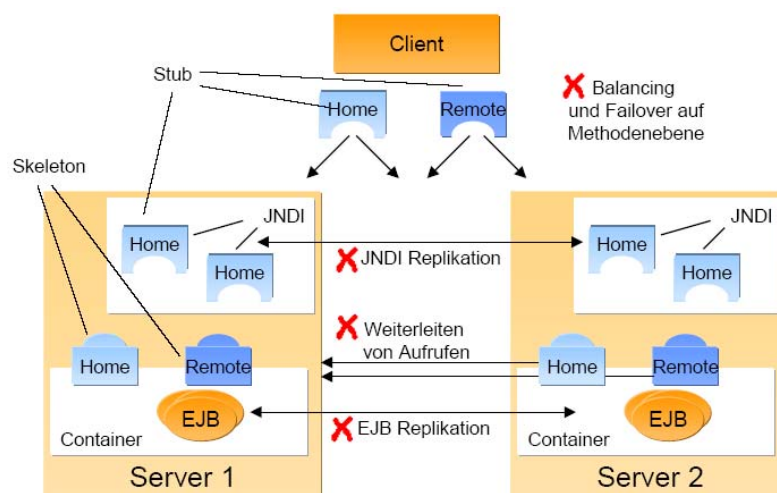 Client
Stub
Home
Remote
Balancing
und Failover auf
Methodenebene
Skeleton
JNDI
Home
Home
JNDI Replikation
JNDI
Home
Home
Weiterleiten
von Aufrufen
Home
Remote
Home
Remote
EJB
Container
EJB Replikation
EJB
Container
Server 1
Server 2